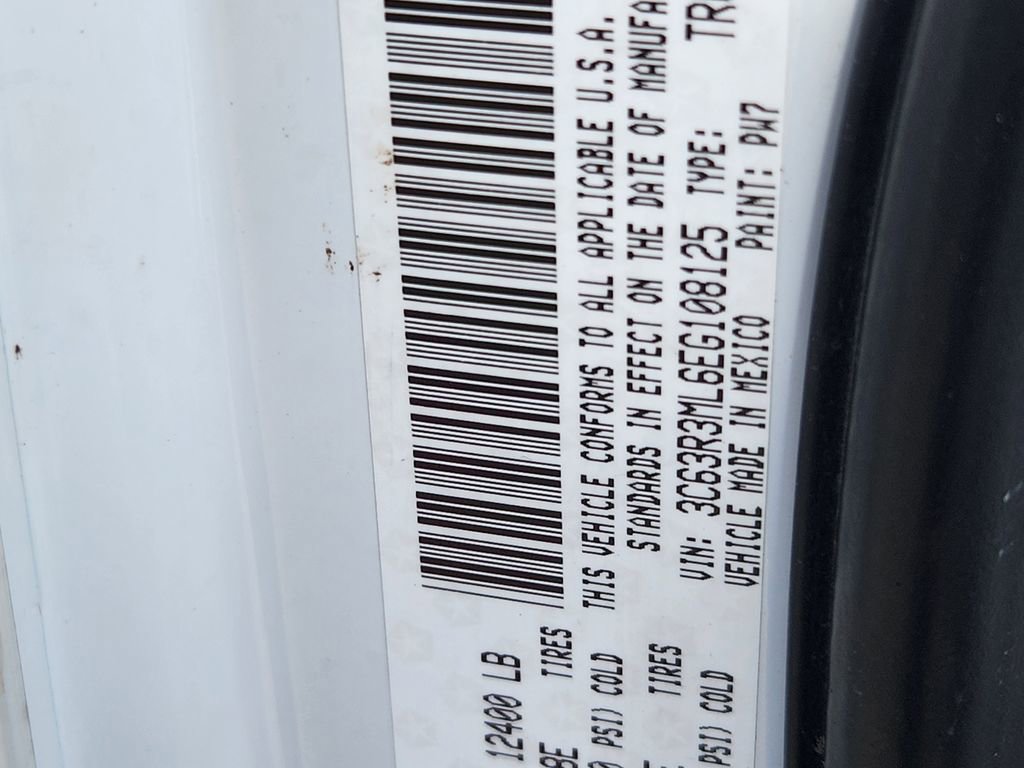 12400 LB
TIRES
PSI) COLD
TIRES
PSI) COLD
THIS VEHICLE CONFORMS TO ALL APPLICABLE U.S.A.
STANDARDS IN EFFECT ON THE DATE OF MANUFA
VIN: 3C63R3ML6EG108125 TYPE: TRU
VEHICLE MADE IN MEXICO PAINT: PW7